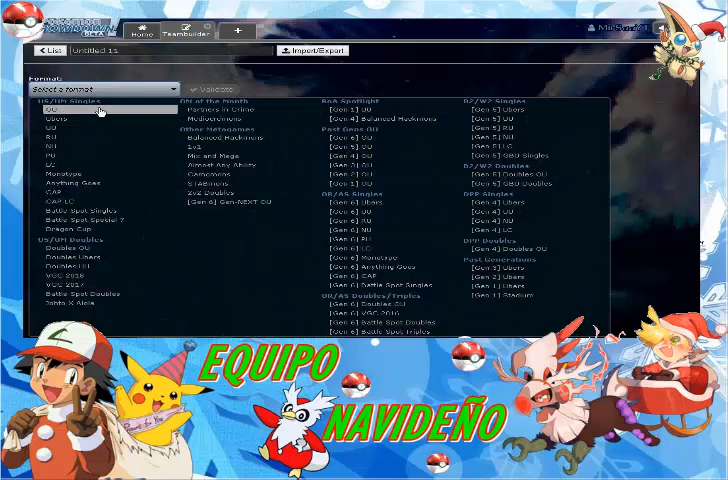 Pokémon
Showdown
BETA
Home
Teambuilder
+
List
Untitled 11
Import/Export
Format:
Select a format
Validate
US/UM Singles
OU
Ubers
UU
RU
NU
PU
LC
Monotype
Anything Goes
CAP
CAP LC
Battle Spot Singles
Battle Spot Special 7
Dragon Cup
US/UM Doubles
Doubles OU
Doubles Ubers
Doubles UU
VGC 2018
VGC 2017
Battle Spot Doubles
Johto X Alola
OM of the Month
Partners in Crime
Mediocremons
Other Metagames
Balanced Hackmons
1v1
Mix and Mega
Almost Any Ability
Camomons
STABmons
2v2 Doubles
[Gen 6] Gen-NEXT OU
RoA Spotlight
[Gen 1] UU
[Gen 4] Balanced Hackmons
Past Gens OU
[Gen 6] OU
[Gen 5] OU
[Gen 4] OU
[Gen 3] OU
[Gen 2] OU
[Gen 1] OU
OR/AS Singles
[Gen 6] Ubers
[Gen 6] UU
[Gen 6] RU
[Gen 6] NU
[Gen 6] PU
[Gen 6] LC
[Gen 6] Monotype
[Gen 6] Anything Goes
[Gen 6] CAP
[Gen 6] Battle Spot Singles
OR/AS Doubles/Triples
[Gen 6] Doubles OU
[Gen 6] VGC 2016
[Gen 6] Battle Spot Doubles
[Gen 6] Battle Spot Triples
B2/W2 Singles
[Gen 5] Ubers
[Gen 5] UU
[Gen 5] RU
[Gen 5] NU
[Gen 5] LC
[Gen 5] GBU Singles
B2/W2 Doubles
[Gen 5] Doubles OU
[Gen 5] GBU Doubles
DPP Singles
[Gen 4] Ubers
[Gen 4] UU
[Gen 4] NU
[Gen 4] LC
DPP Doubles
[Gen 4] Doubles OU
Past Generations
[Gen 3] Ubers
[Gen 2] Ubers
[Gen 1] Ubers
[Gen 1] Stadium
EQUIPO
NAVIDEÑO